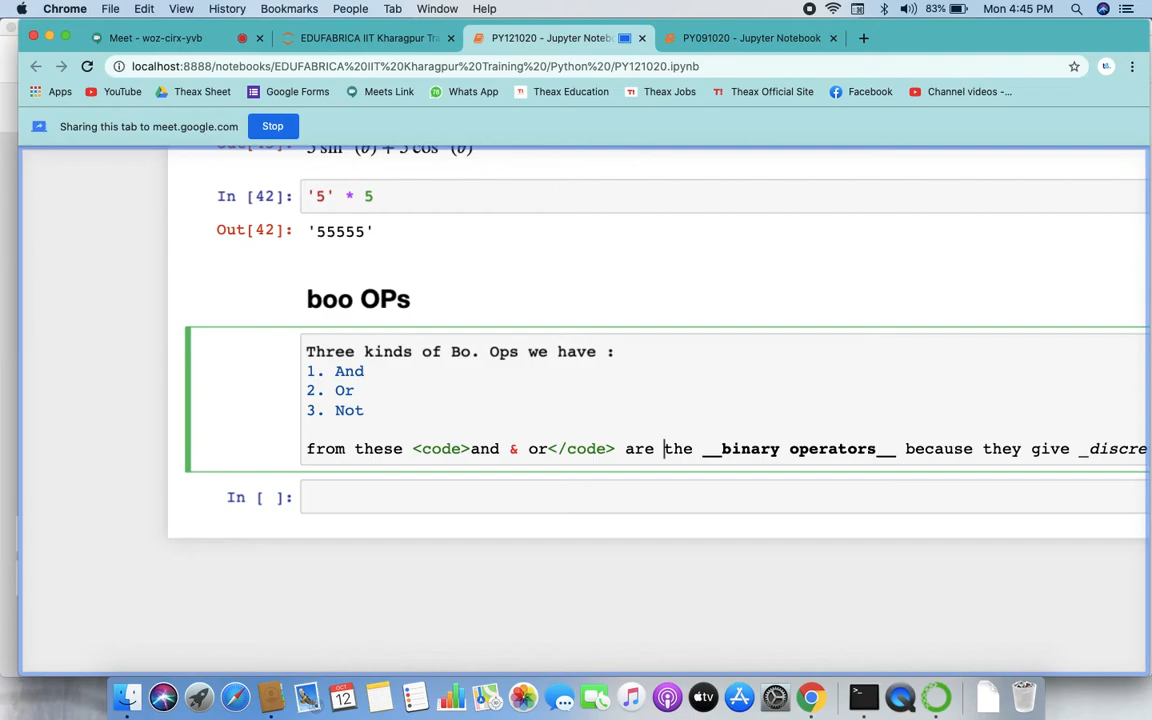 Chrome File Edit View History Bookmarks People Tab Window Help 83% Mon 4:45 PM
Meet - woz-cirx-yvb EDUFABRICA IIT Kharagpur Tra PY121020 - Jupyter Noteb PY091020 - Jupyter Notebook
localhost:8888/notebooks/EDUFABRICA%20IIT%20Kharagpur%20Training%20/Python%20/PY121020.ipynb
Apps YouTube Theax Sheet Google Forms Meets Link Whats App Theax Education Theax Jobs Theax Official Site Facebook Channel videos -...
Sharing this tab to meet.google.com Stop
In [42]: '5' * 5
Out[42]: '55555'
boo OPs
Three kinds of Bo. Ops we have :
1. And
2. Or
3. Not
from these <code>and & or</code> are the __binary operators__ because they give _discre
In [ ]: